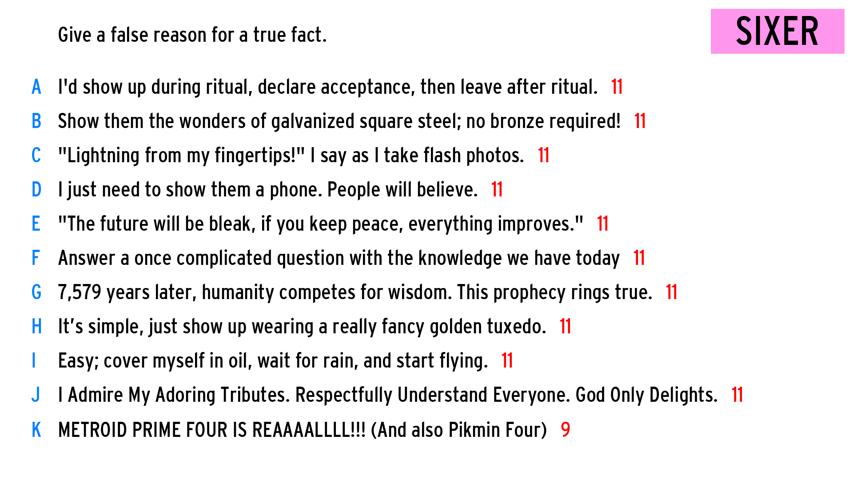 Give a false reason for a true fact.
SIXER
A I'd show up during ritual, declare acceptance, then leave after ritual. 11
B Show them the wonders of galvanized square steel; no bronze required! 11
C "Lightning from my fingertips!" I say as I take flash photos. 11
D I just need to show them a phone. People will believe. 11
E "The future will be bleak, if you keep peace, everything improves." 11
F Answer a once complicated question with the knowledge we have today 11
G 7,579 years later, humanity competes for wisdom. This prophecy rings true. 11
H It’s simple, just show up wearing a really fancy golden tuxedo. 11
I Easy; cover myself in oil, wait for rain, and start flying. 11
J I Admire My Adoring Tributes. Respectfully Understand Everyone. God Only Delights. 11
K METROID PRIME FOUR IS REAAAALLLL!!! (And also Pikmin Four) 9